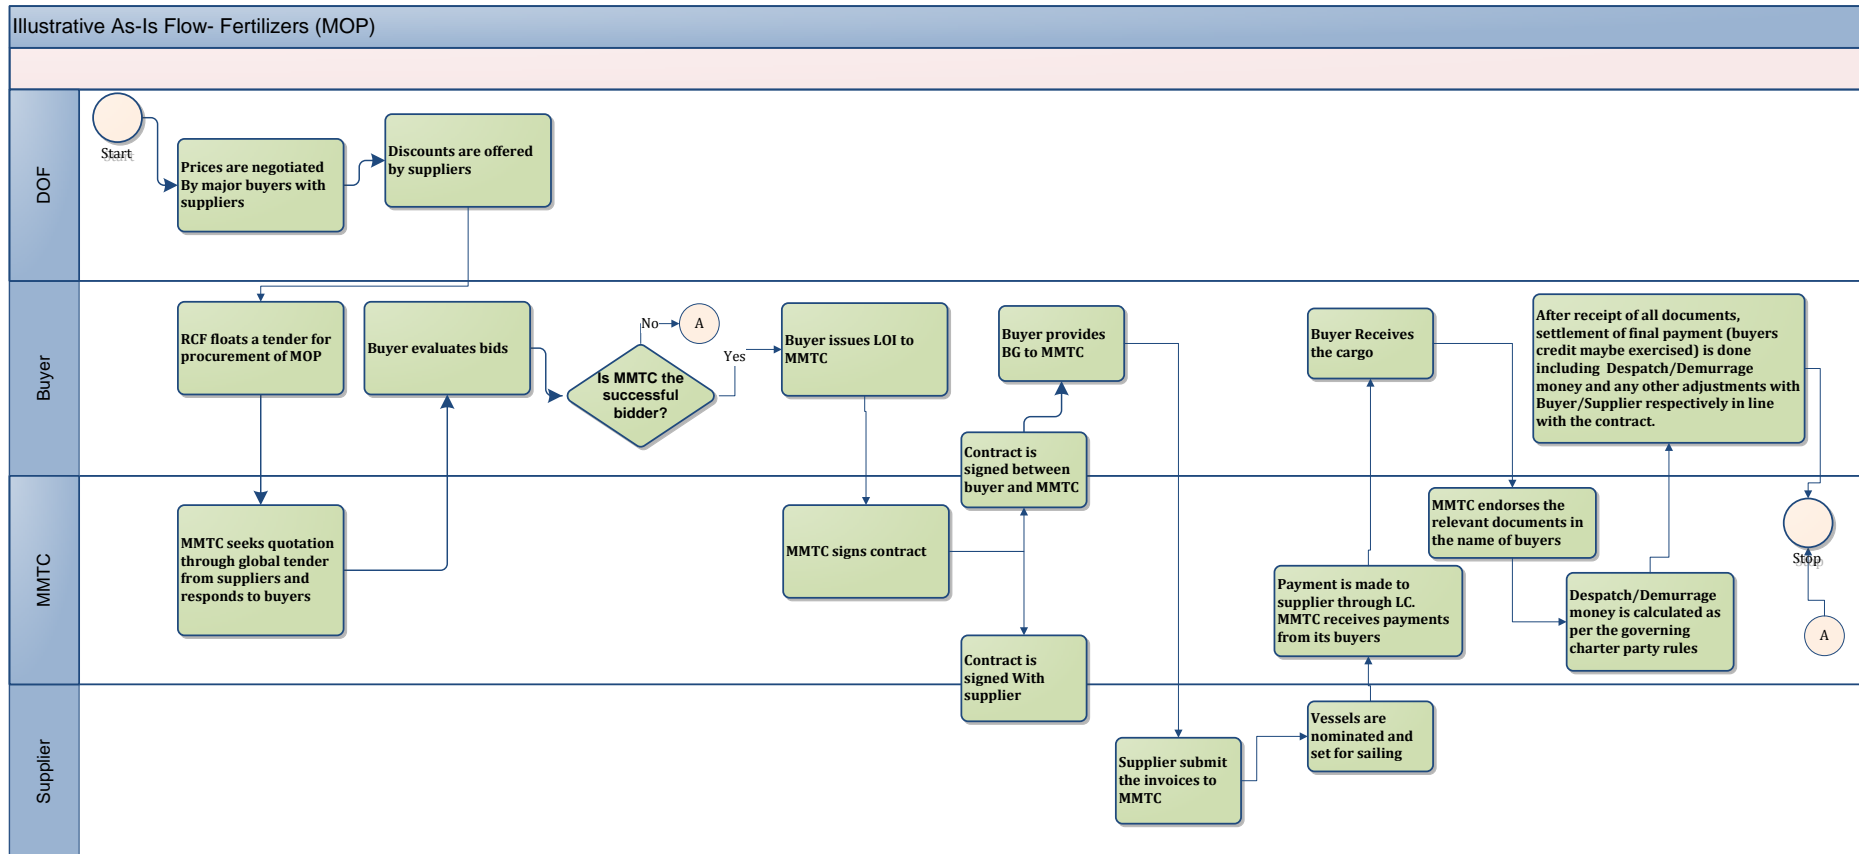 Illustrative As-Is Flow- Fertilizers (MOP)
DOF
Start
Prices are negotiated
By major buyers with
suppliers
Discounts are offered
by suppliers
Buyer
RCF floats a tender for
procurement of MOP
Buyer evaluates bids
Is MMTC the
successful
bidder?
No
A
Yes
Buyer issues LOI to
MMTC
Buyer provides
BG to MMTC
Contract is
signed between
buyer and MMTC
Buyer Receives
the cargo
After receipt of all documents,
settlement of final payment (buyers
credit maybe exercised) is done
including Despatch/Demurrage
money and any other adjustments with
Buyer/Supplier respectively in line
with the contract.
MMTC
MMTC seeks quotation
through global tender
from suppliers and
responds to buyers
MMTC signs contract
Contract is
signed With
supplier
Payment is made to
supplier through LC.
MMTC receives payments
from its buyers
MMTC endorses the
relevant documents in
the name of buyers
Despatch/Demurrage
money is calculated as
per the governing
charter party rules
Stop
A
Supplier
Supplier submit
the invoices to
MMTC
Vessels are
nominated and
set for sailing